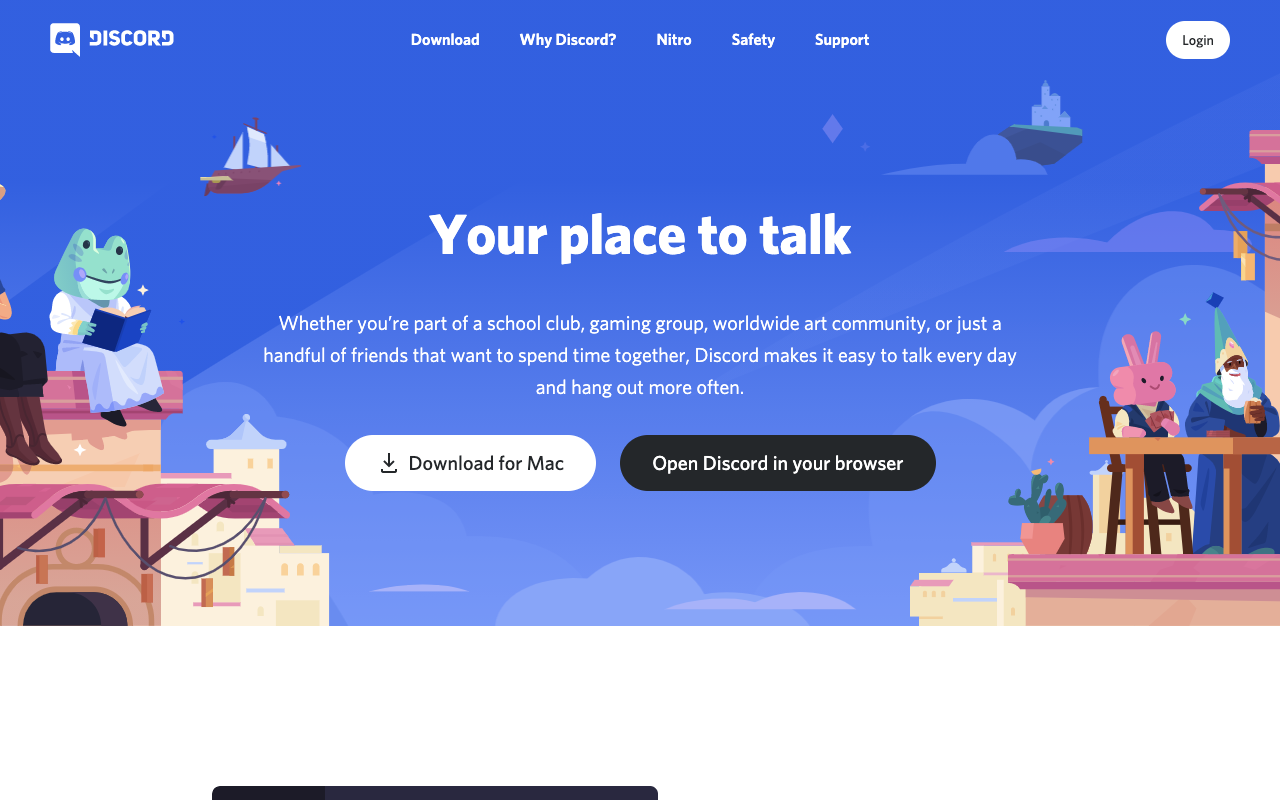 DISCORD
Download Why Discord? Nitro Safety Support
Login
Your place to talk
Whether you're part of a school club, gaming group, worldwide art community, or just a
handful of friends that want to spend time together, Discord makes it easy to talk every day
and hang out more often.
Download for Mac
Open Discord in your browser